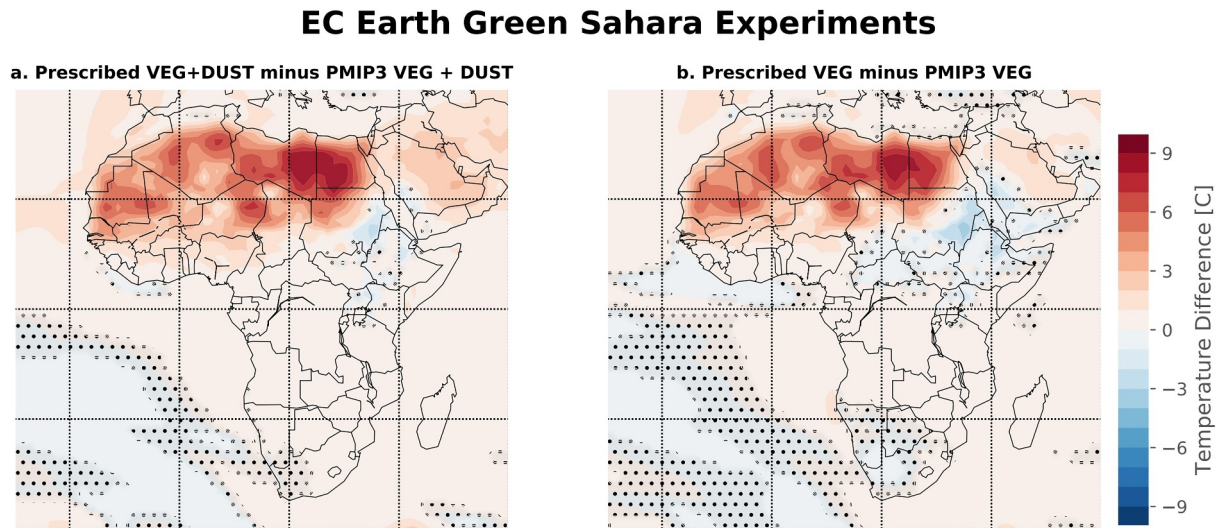 EC Earth Green Sahara Experiments
a. Prescribed VEG+DUST minus PMIP3 VEG + DUST
b. Prescribed VEG minus PMIP3 VEG
9
6
3
0
−3
−6
−9
Temperature Difference [C]